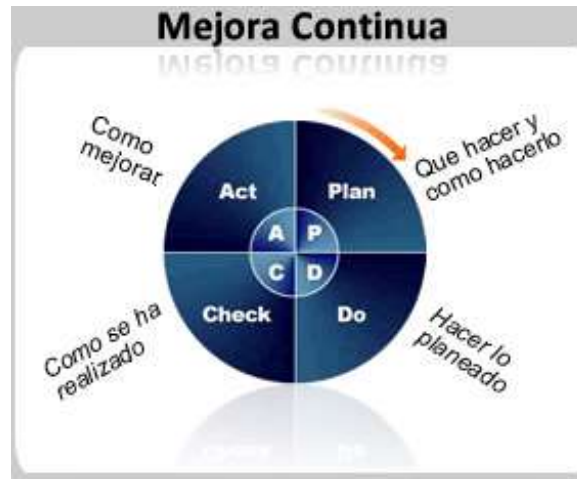 Mejora Continua
Como
mejorar
Que hacer y
como hacerlo
Act
Plan
A
P
C
D
Check
Do
Como se ha
realizado
Hacer lo
planeado